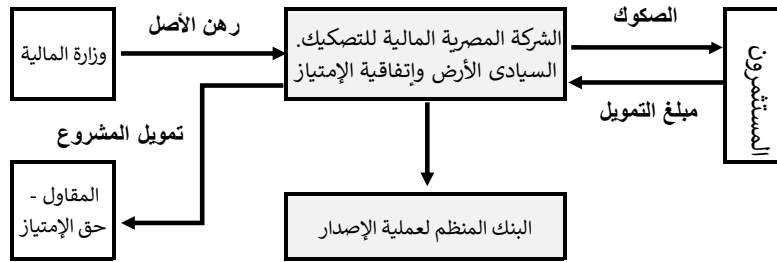 الصكوك
رهن الأصل
وزارة المالية
الشركة المصرية المالية للتصكيك.
السيادى الأرض وإتفاقية الإمتياز
المستثمرون
مبلغ التمويل
تمويل المشروع
المقاول -
حق الإمتياز
البنك المنظم لعملية الإصدار